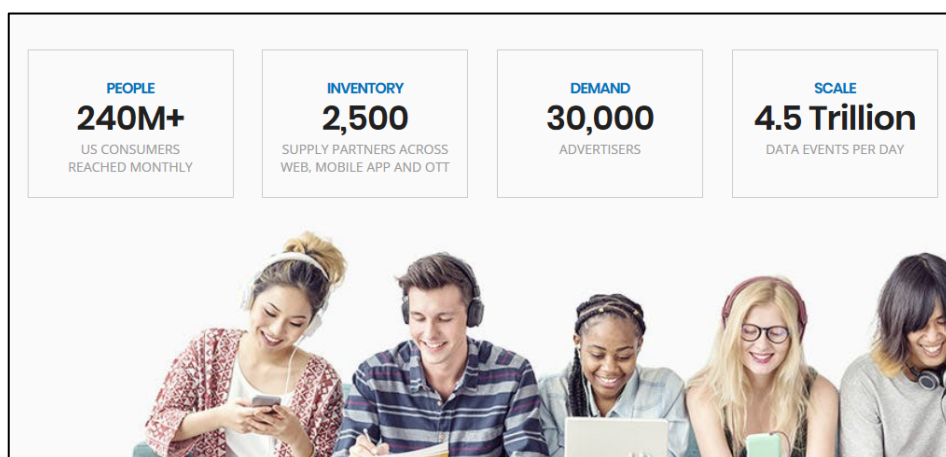 PEOPLE
240M+
US CONSUMERS
REACHED MONTHLY
INVENTORY
2,500
SUPPLY PARTNERS ACROSS
WEB, MOBILE APP AND OTT
DEMAND
30,000
ADVERTISERS
SCALE
4.5 Trillion
DATA EVENTS PER DAY